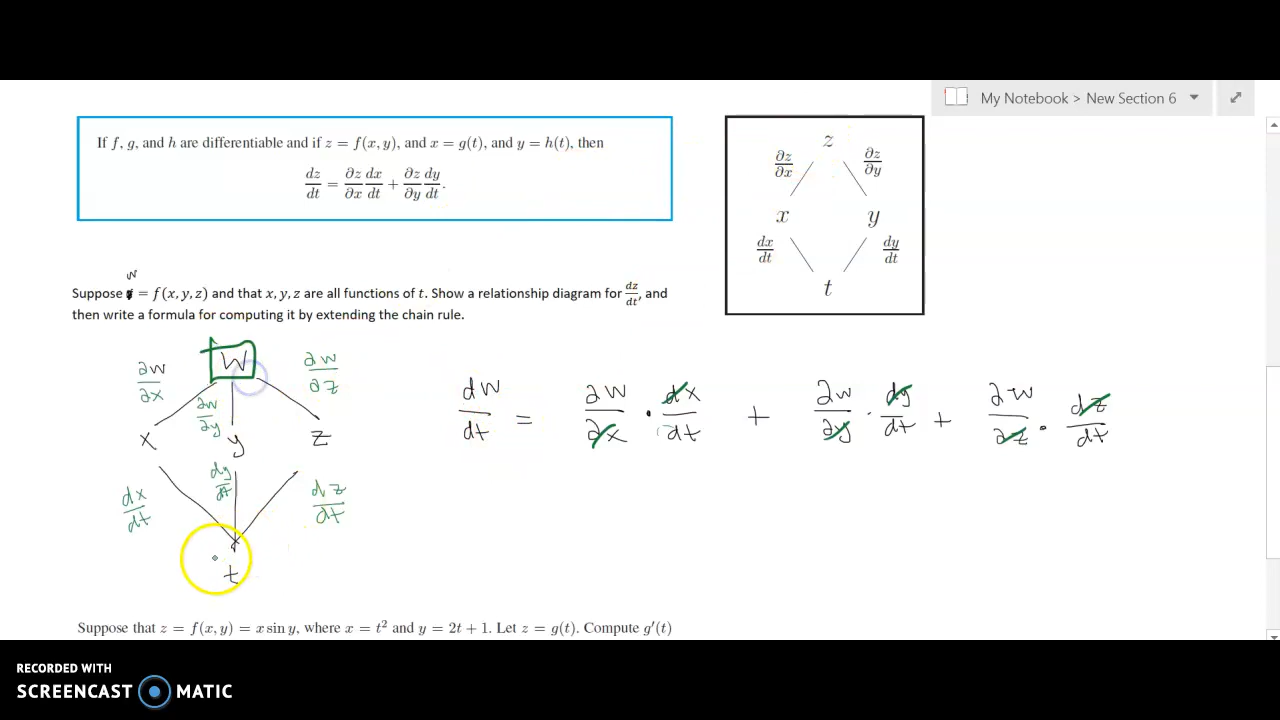 My Notebook > New Section 6
If f, g, and h are differentiable and if z = f(x, y), and x = g(t), and y = h(t), then
dz/dt = ∂z/∂x dx/dt + ∂z/∂y dy/dt.
z
∂z/∂x ∂z/∂y
x y
dx/dt dy/dt
t
w
Suppose = f(x, y, z) and that x, y, z are all functions of t. Show a relationship diagram for dz/dt, and
then write a formula for computing it by extending the chain rule.
W
∂w/∂x ∂w/∂y ∂w/∂z
x y z
dx/dt dy/dt dz/dt
t
dw/dt = ∂w/∂x · dx/dt + ∂w/∂y · dy/dt + ∂w/∂z · dz/dt
Suppose that z = f(x, y) = x sin y, where x = t² and y = 2t + 1. Let z = g(t). Compute g′(t)
RECORDED WITH
SCREENCAST MATIC